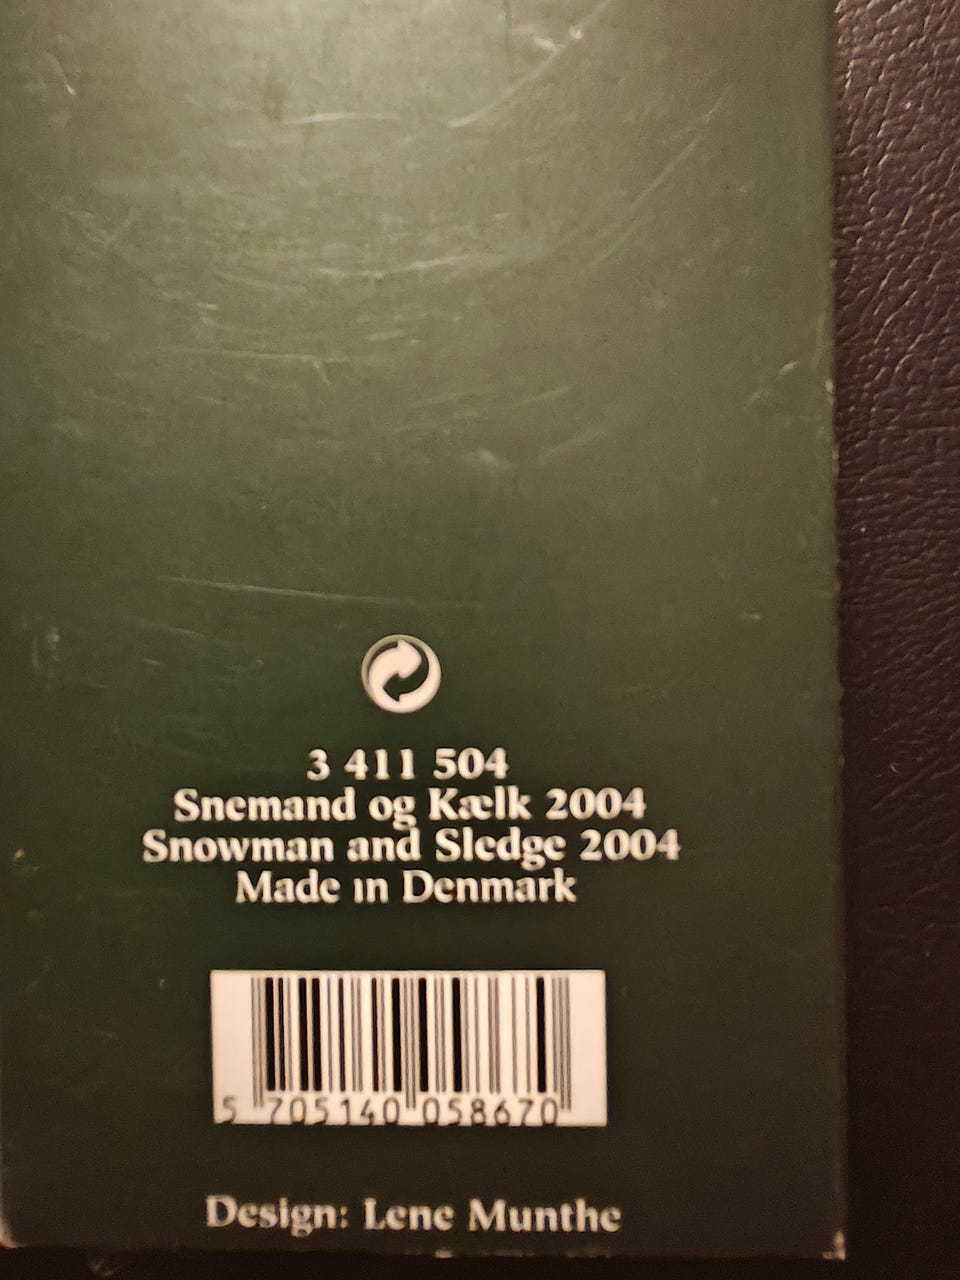 3 411 504
Snemand og Kælk 2004
Snowman and Sledge 2004
Made in Denmark
5 705140 058670
Design: Lene Munthe